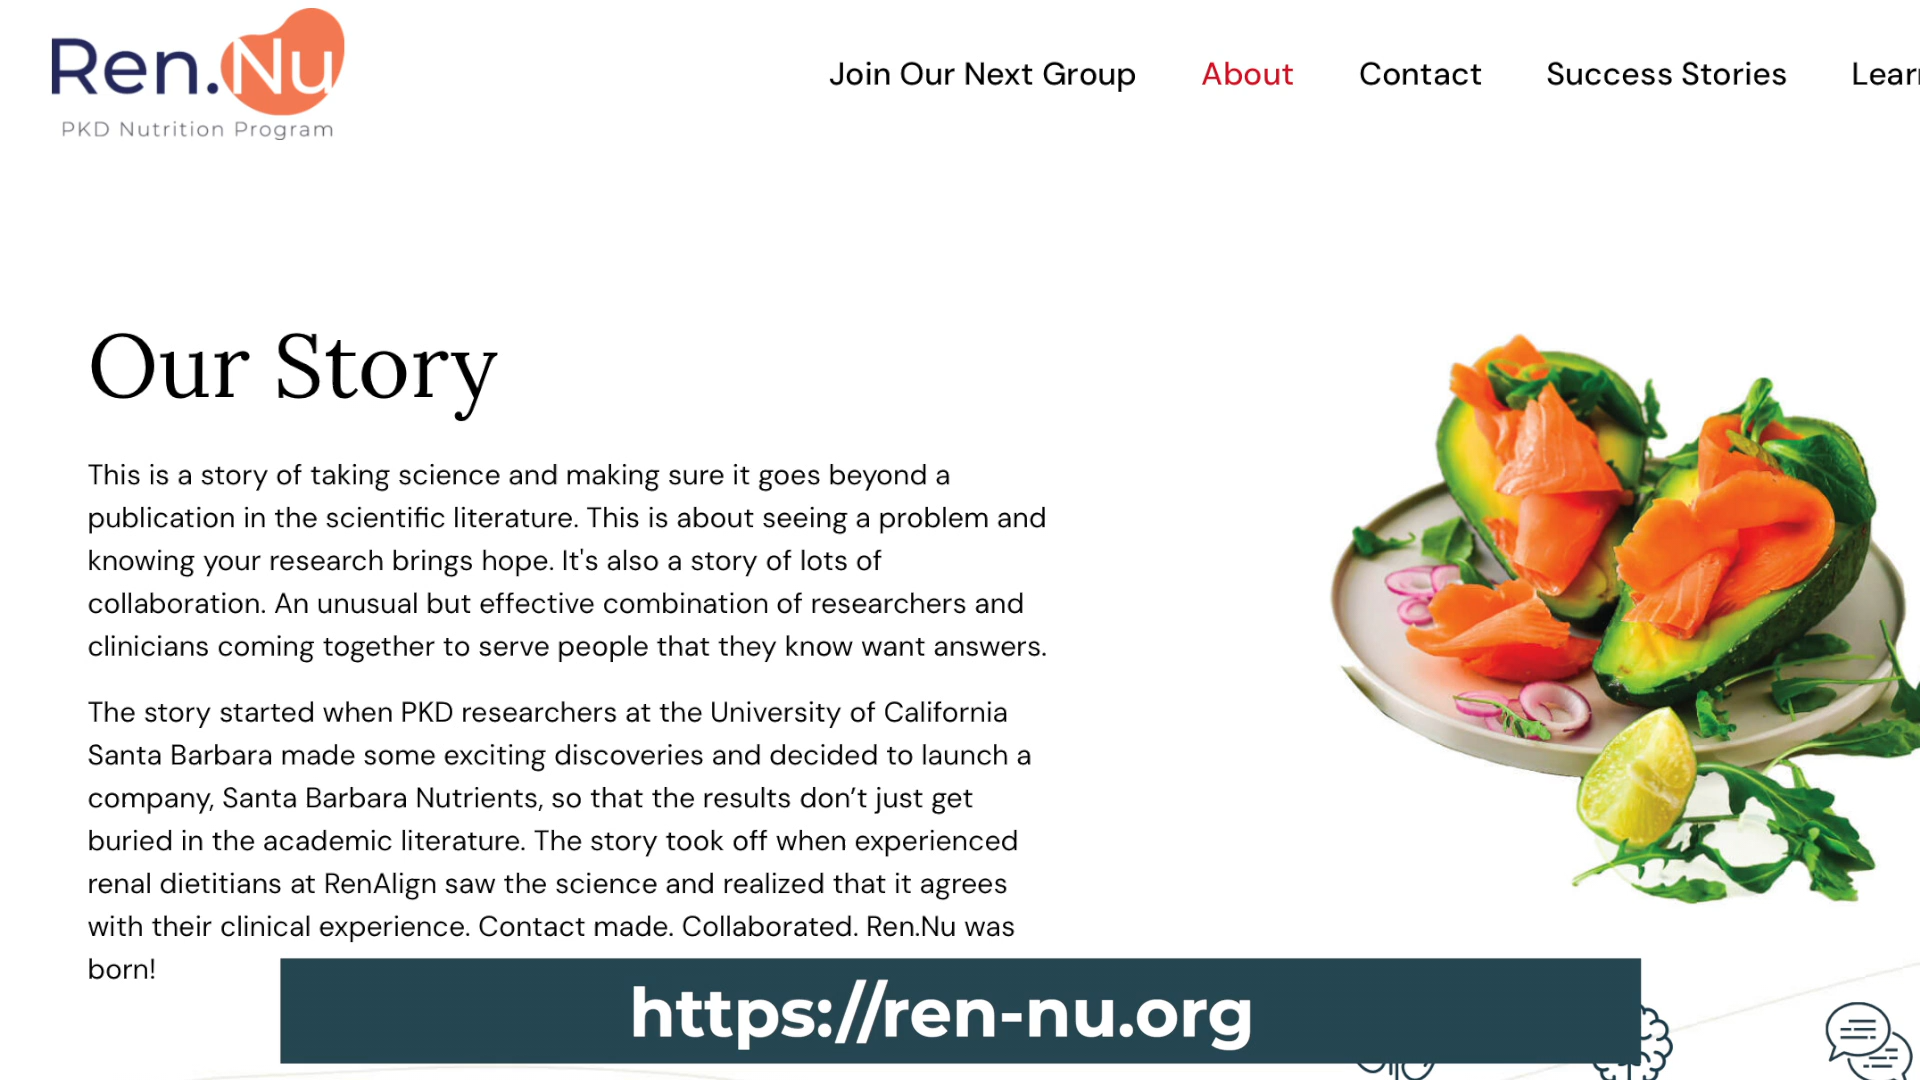 Ren.Nu
PKD Nutrition Program
Join Our Next Group
About
Contact
Success Stories
Our Story
This is a story of taking science and making sure it goes beyond a
publication in the scientific literature. This is about seeing a problem and
knowing your research brings hope. It's also a story of lots of
collaboration. An unusual but effective combination of researchers and
clinicians coming together to serve people that they know want answers.
The story started when PKD researchers at the University of California
Santa Barbara made some exciting discoveries and decided to launch a
company, Santa Barbara Nutrients, so that the results don’t just get
buried in the academic literature. The story took off when experienced
renal dietitians at RenAlign saw the science and realized that it agrees
with their clinical experience. Contact made. Collaborated. Ren.Nu was
born!
https://ren-nu.org